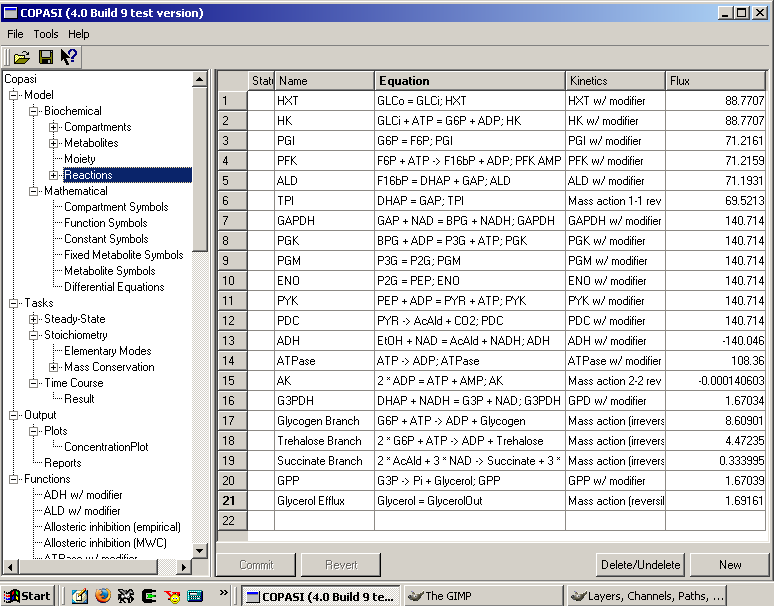 COPASI (4.0 Build 9 test version)
File Tools Help
Copasi
Model
Biochemical
Compartments
Metabolites
Moiety
Reactions
Mathematical
Compartment Symbols
Function Symbols
Constant Symbols
Fixed Metabolite Symbols
Metabolite Symbols
Differential Equations
Tasks
Steady-State
Stoichiometry
Elementary Modes
Mass Conservation
Time Course
Result
Output
Plots
ConcentrationPlot
Reports
Functions
ADH w/ modifier
ALD w/ modifier
Allosteric inhibition (empirical)
Allosteric inhibition (MWC)
ATPase w/ modifier
Statu Name Equation Kinetics Flux
1 HXT GLCo = GLCi; HXT HXT w/ modifier 88.7707
2 HK GLCi + ATP = G6P + ADP; HK HK w/ modifier 88.7707
3 PGI G6P = F6P; PGI PGI w/ modifier 71.2161
4 PFK F6P + ATP -> F16bP + ADP; PFK AMP PFK w/ modifier 71.2159
5 ALD F16bP = DHAP + GAP; ALD ALD w/ modifier 71.1931
6 TPI DHAP = GAP; TPI Mass action 1-1 rev 69.5213
7 GAPDH GAP + NAD = BPG + NADH; GAPDH GAPDH w/ modifier 140.714
8 PGK BPG + ADP = P3G + ATP; PGK PGK w/ modifier 140.714
9 PGM P3G = P2G; PGM PGM w/ modifier 140.714
10 ENO P2G = PEP; ENO ENO w/ modifier 140.714
11 PYK PEP + ADP = PYR + ATP; PYK PYK w/ modifier 140.714
12 PDC PYR -> AcAld + CO2; PDC PDC w/ modifier 140.714
13 ADH EtOH + NAD = AcAld + NADH; ADH ADH w/ modifier -140.046
14 ATPase ATP -> ADP; ATPase ATPase w/ modifier 108.36
15 AK 2 * ADP = ATP + AMP; AK Mass action 2-2 rev -0.000140603
16 G3PDH DHAP + NADH = G3P + NAD; G3PDH GPD w/ modifier 1.67034
17 Glycogen Branch G6P + ATP -> ADP + Glycogen Mass action (irrevers 8.60901
18 Trehalose Branch 2 * G6P + ATP -> ADP + Trehalose Mass action (irrevers 4.47235
19 Succinate Branch 2 * AcAld + 3 * NAD -> Succinate + 3 * Mass action (irrevers 0.333995
20 GPP G3P -> Pi + Glycerol; GPP GPP w/ modifier 1.67039
21 Glycerol Efflux Glycerol = GlycerolOut Mass action (reversil 1.69161
22
Commit Revert Delete/Undelete New
Start » COPASI (4.0 Build 9 te... The GIMP Layers, Channels, Paths, ...